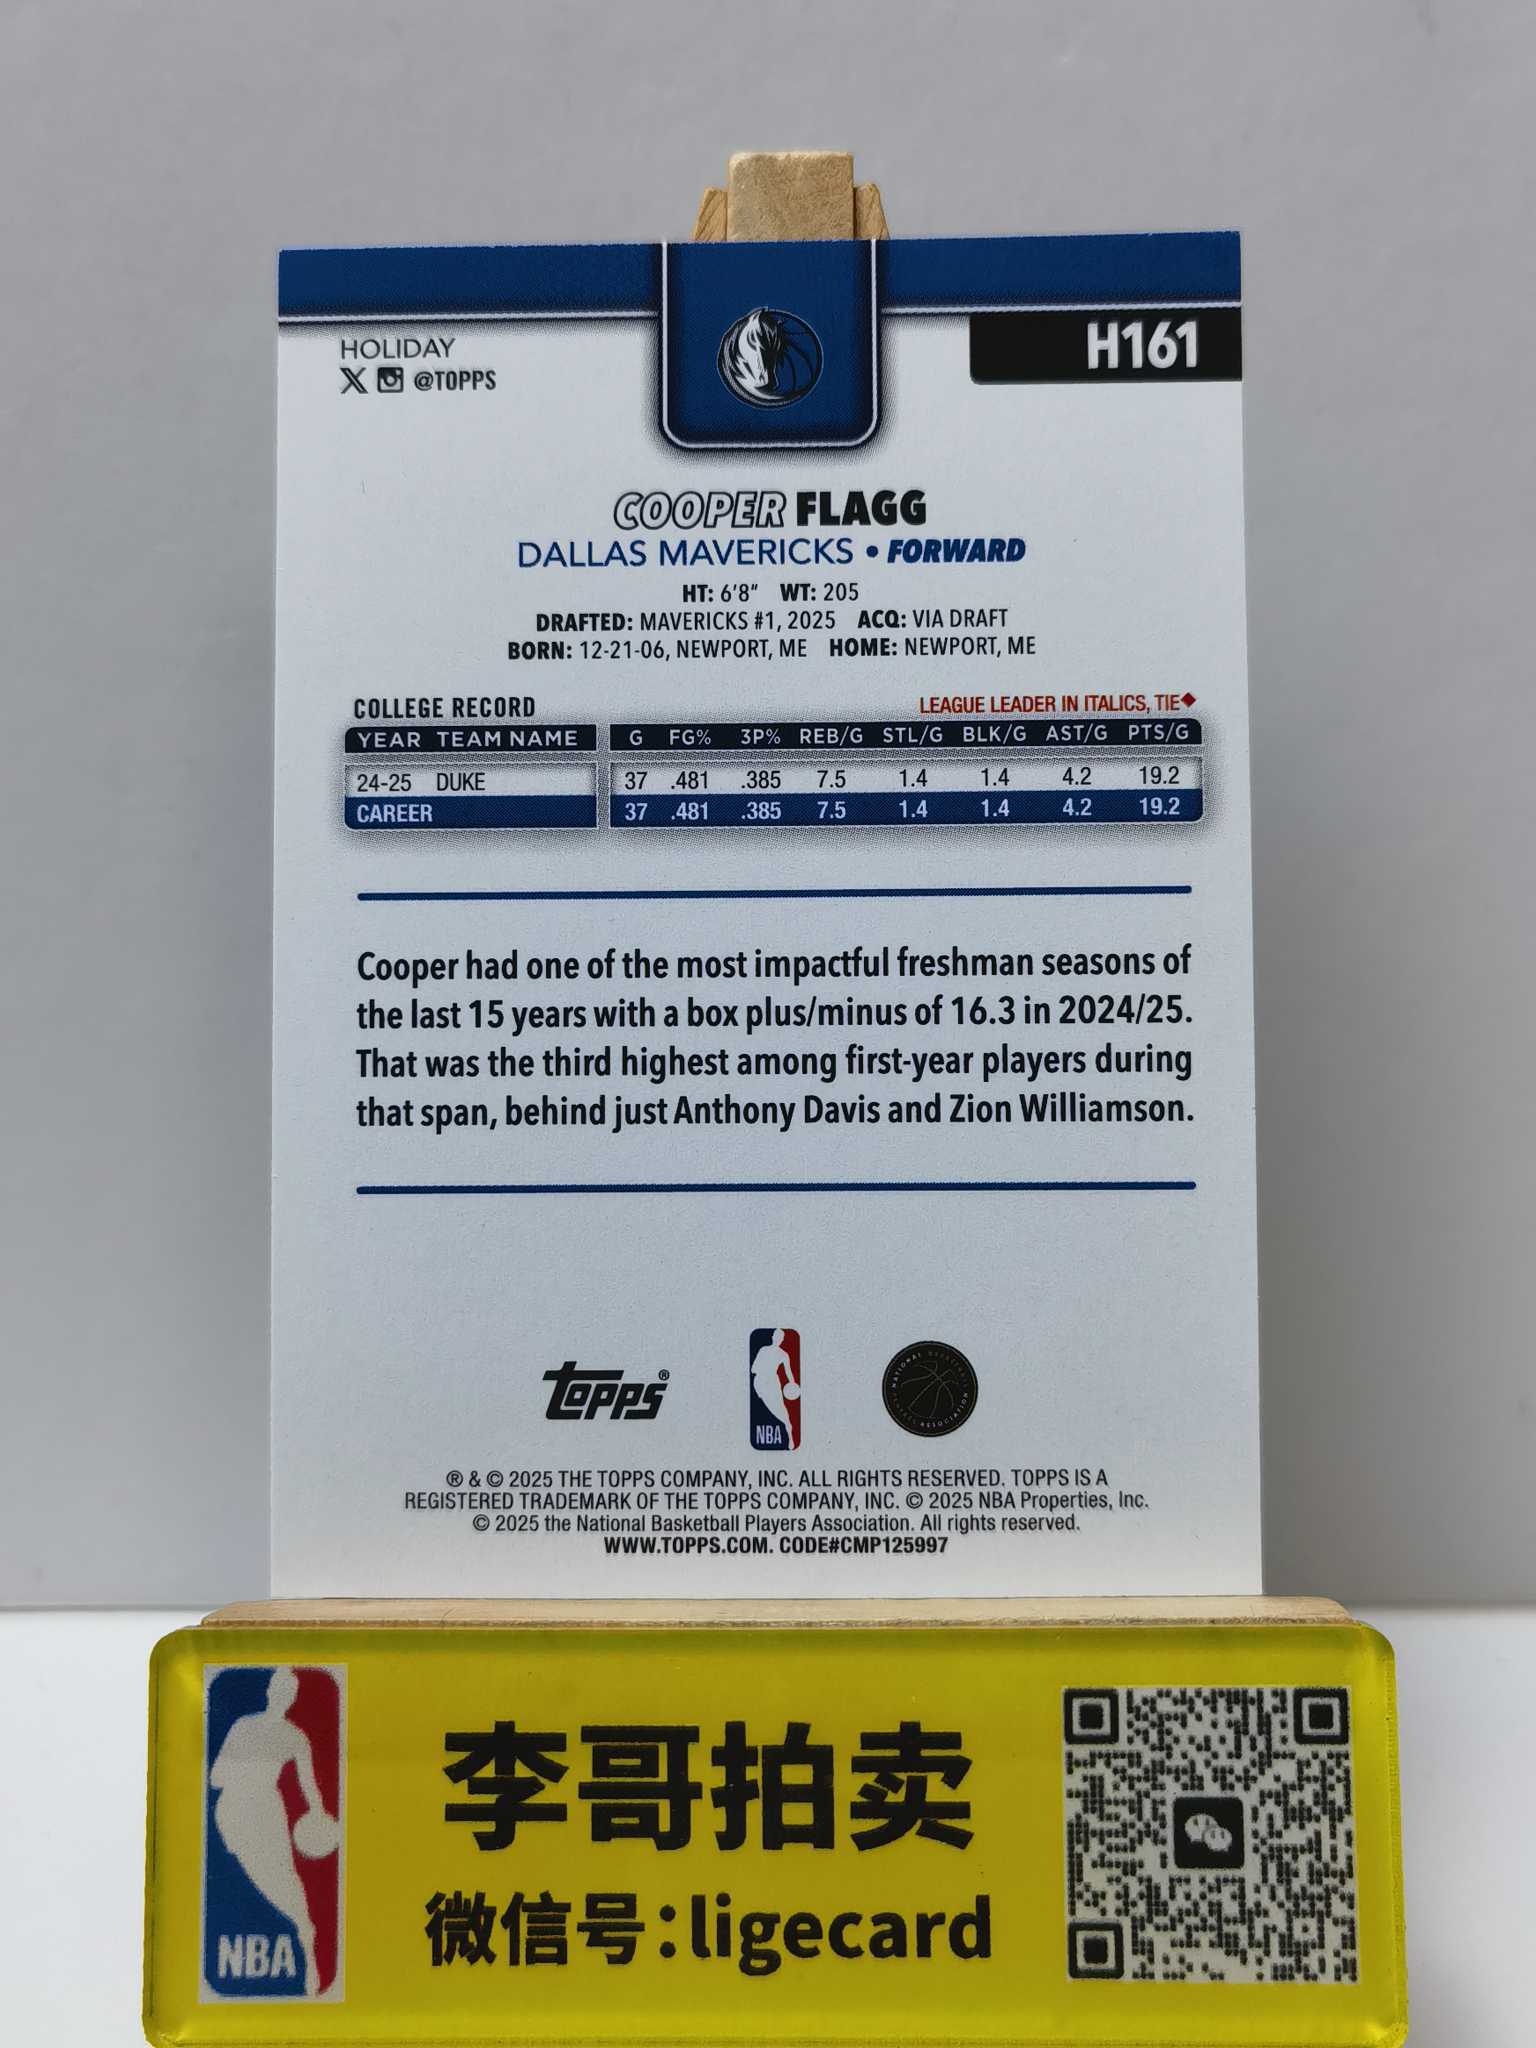 HOLIDAY
@TOPPS
H161
COOPER FLAGG
DALLAS MAVERICKS • FORWARD
HT: 6'8" WT: 205
DRAFTED: MAVERICKS #1, 2025 ACQ: VIA DRAFT
BORN: 12-21-06, NEWPORT, ME HOME: NEWPORT, ME
COLLEGE RECORD LEAGUE LEADER IN ITALICS, TIE◆
YEAR TEAM NAME G FG% 3P% REB/G STL/G BLK/G AST/G PTS/G
24-25 DUKE 37 .481 .385 7.5 1.4 1.4 4.2 19.2
CAREER 37 .481 .385 7.5 1.4 1.4 4.2 19.2
Cooper had one of the most impactful freshman seasons of
the last 15 years with a box plus/minus of 16.3 in 2024/25.
That was the third highest among first-year players during
that span, behind just Anthony Davis and Zion Williamson.
topps®
NBA
NATIONAL BASKETBALL PLAYERS ASSOCIATION
® & © 2025 THE TOPPS COMPANY, INC. ALL RIGHTS RESERVED. TOPPS IS A
REGISTERED TRADEMARK OF THE TOPPS COMPANY, INC. © 2025 NBA Properties, Inc.
© 2025 the National Basketball Players Association. All rights reserved.
WWW.TOPPS.COM. CODE#CMP125997
李哥拍卖
微信号:ligecard
NBA